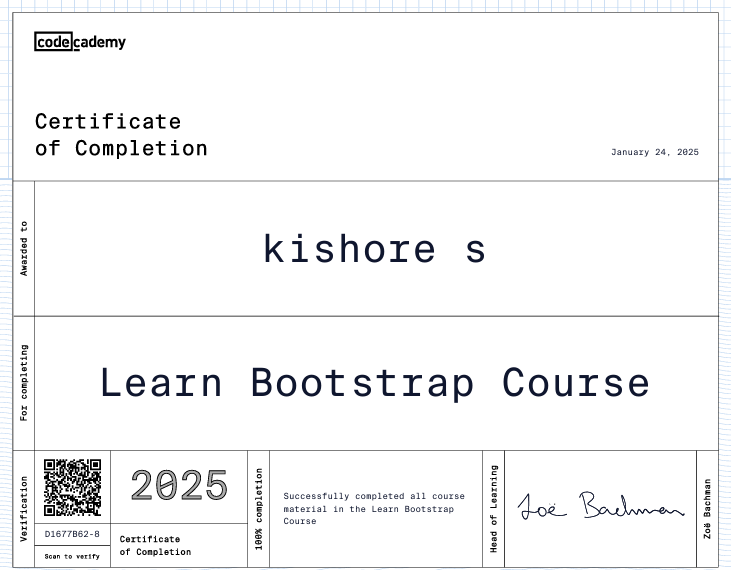 codecademy
Certificate
of Completion
January 24, 2025
Awarded to
kishore s
For completing
Learn Bootstrap Course
Verification
D1677B62-8
Scan to verify
2025
Certificate
of Completion
100% completion
Successfully completed all course
material in the Learn Bootstrap
Course
Head of Learning
Zoë Bachman
Zoë Bachman